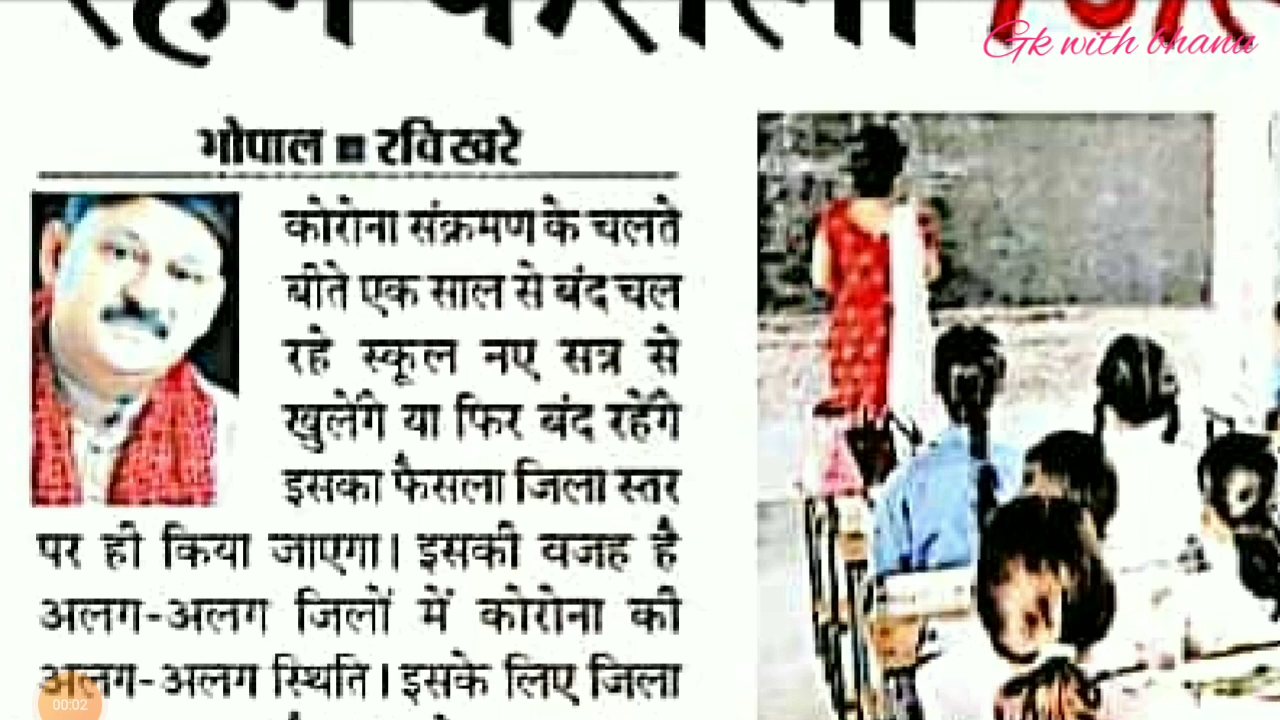 Gk with bhanu
भोपाल ■ रवि खरे
कोरोना संक्रमण के चलते
बीते एक साल से बंद चल
रहे स्कूल नए सत्र से
खुलेंगे या फिर बंद रहेंगे
इसका फैसला जिला स्तर
पर ही किया जाएगा। इसकी वजह है
अलग-अलग जिलों में कोरोना की
अलग-अलग स्थिति। इसके लिए जिला
00:02